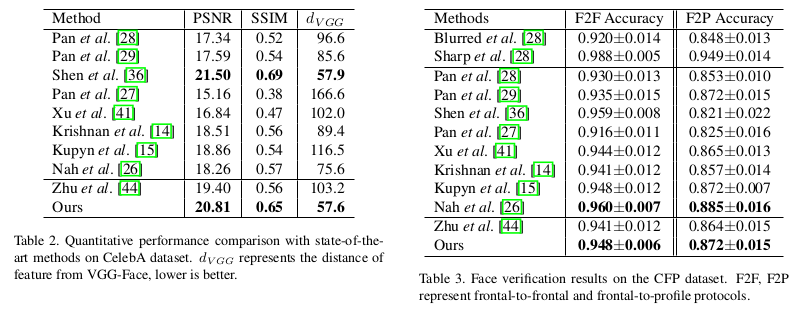 Method PSNR SSIM d_VGG
Pan et al. [28] 17.34 0.52 96.6
Pan et al. [29] 17.59 0.54 85.6
Shen et al. [36] 21.50 0.69 57.9
Pan et al. [27] 15.16 0.38 166.6
Xu et al. [41] 16.84 0.47 102.0
Krishnan et al. [14] 18.51 0.56 89.4
Kupyn et al. [15] 18.86 0.54 116.5
Nah et al. [26] 18.26 0.57 75.6
Zhu et al. [44] 19.40 0.56 103.2
Ours 20.81 0.65 57.6
Table 2. Quantitative performance comparison with state-of-the-
art methods on CelebA dataset. d_VGG represents the distance of
feature from VGG-Face, lower is better.
Methods F2F Accuracy F2P Accuracy
Blurred et al. [28] 0.920±0.014 0.848±0.013
Sharp et al. [28] 0.988±0.005 0.949±0.014
Pan et al. [28] 0.930±0.013 0.853±0.010
Pan et al. [29] 0.935±0.015 0.872±0.015
Shen et al. [36] 0.959±0.008 0.821±0.022
Pan et al. [27] 0.916±0.011 0.825±0.016
Xu et al. [41] 0.944±0.012 0.865±0.013
Krishnan et al. [14] 0.941±0.012 0.857±0.014
Kupyn et al. [15] 0.948±0.012 0.872±0.007
Nah et al. [26] 0.960±0.007 0.885±0.016
Zhu et al. [44] 0.941±0.012 0.864±0.015
Ours 0.948±0.006 0.872±0.015
Table 3. Face verification results on the CFP dataset. F2F, F2P
represent frontal-to-frontal and frontal-to-profile protocols.